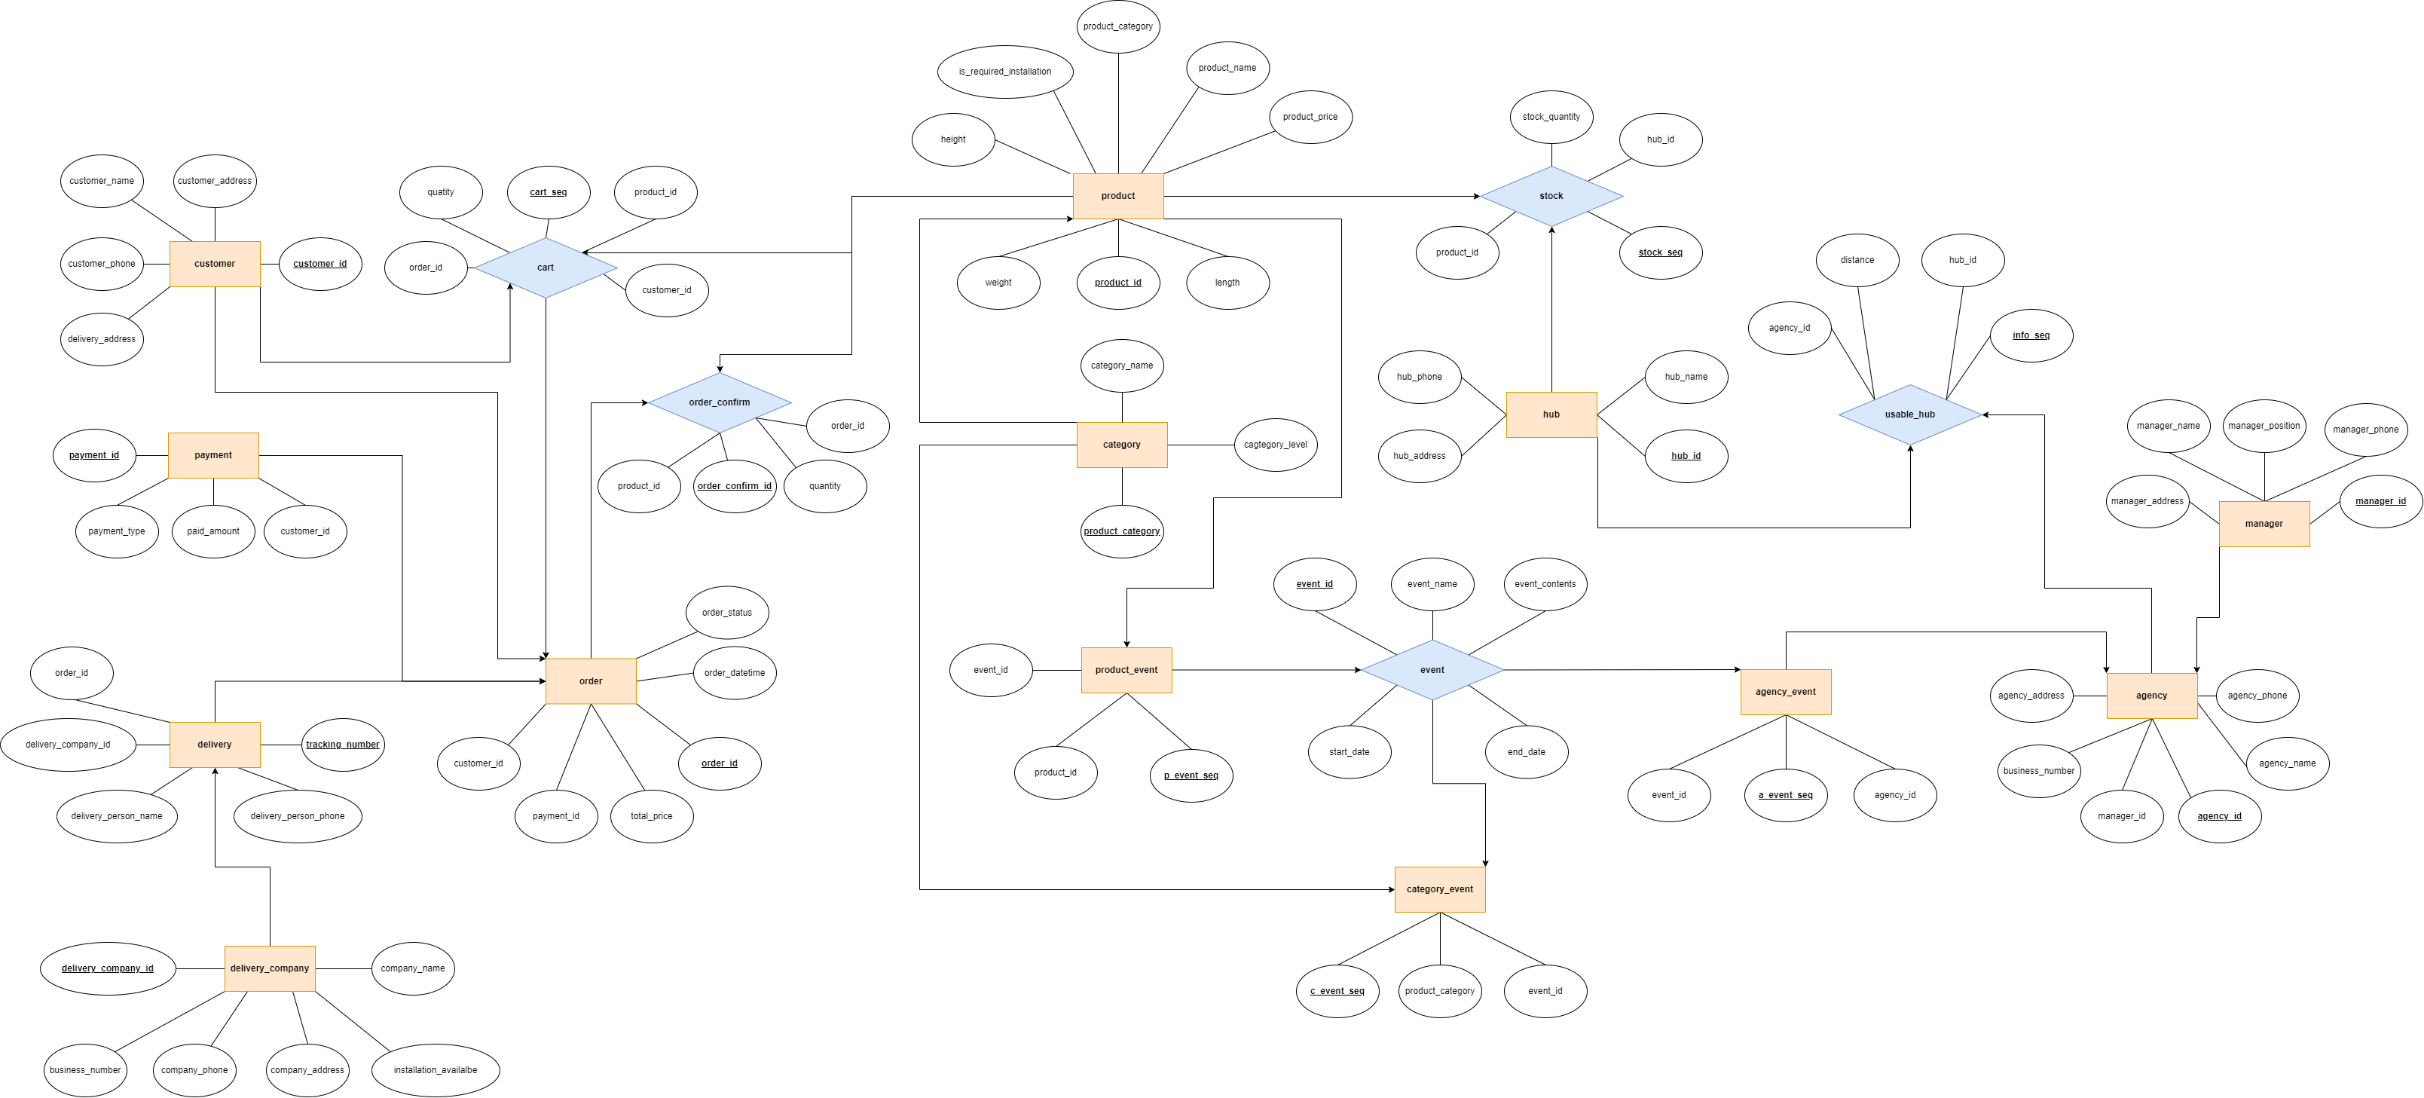 product_category
is_required_installation
product_name
height
product_price
product
weight
product_id
length
stock_quantity
hub_id
stock
product_id
stock_seq
customer_name
customer_address
customer_phone
customer
customer_id
delivery_address
quatity
cart_seq
product_id
order_id
cart
customer_id
distance
hub_id
agency_id
info_seq
usable_hub
hub_phone
hub_name
hub
hub_address
hub_id
category_name
category
cagtegory_level
product_category
order_confirm
order_id
product_id
order_confirm_id
quantity
payment_id
payment
payment_type
paid_amount
customer_id
manager_name
manager_position
manager_phone
manager_address
manager_id
manager
order_status
order_datetime
order
customer_id
order_id
payment_id
total_price
order_id
delivery_company_id
delivery
tracking_number
delivery_person_name
delivery_person_phone
event_id
product_event
product_id
p_event_seq
event_id
event_name
event_contents
event
start_date
end_date
agency_event
event_id
a_event_seq
agency_id
agency_address
agency
agency_phone
business_number
agency_name
manager_id
agency_id
category_event
c_event_seq
product_category
event_id
delivery_company_id
delivery_company
company_name
business_number
company_phone
company_address
installation_availalbe